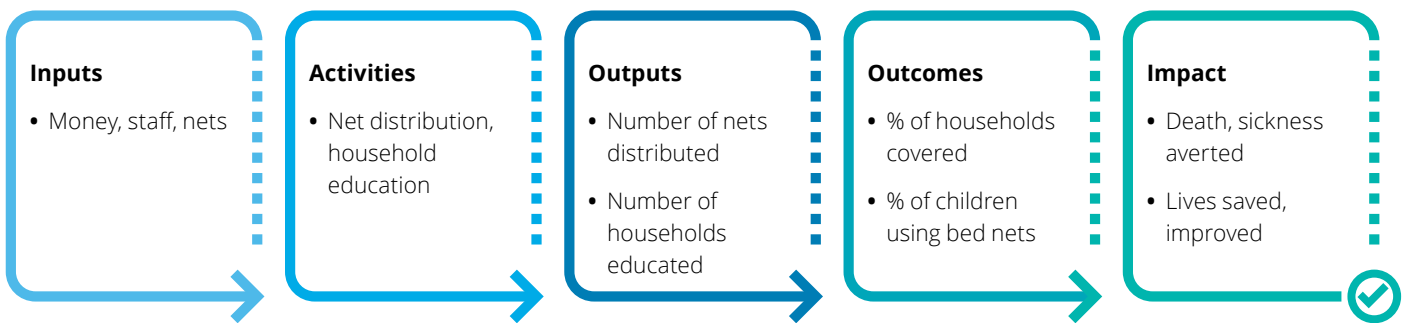 Inputs
• Money, staff, nets
Activities
• Net distribution,
household
education
Outputs
• Number of nets
distributed
• Number of
households
educated
Outcomes
• % of households
covered
• % of children
using bed nets
Impact
• Death, sickness
averted
• Lives saved,
improved